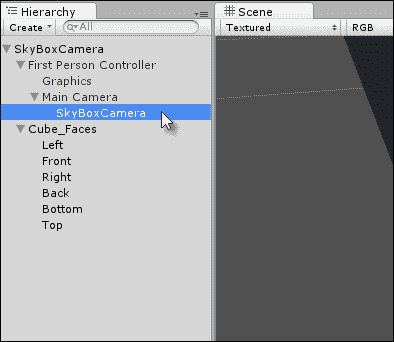 Hierarchy
Create
All
SkyBoxCamera
First Person Controller
Graphics
Main Camera
SkyBoxCamera
Cube_Faces
Left
Front
Right
Back
Bottom
Top
Scene
Textured
RGB